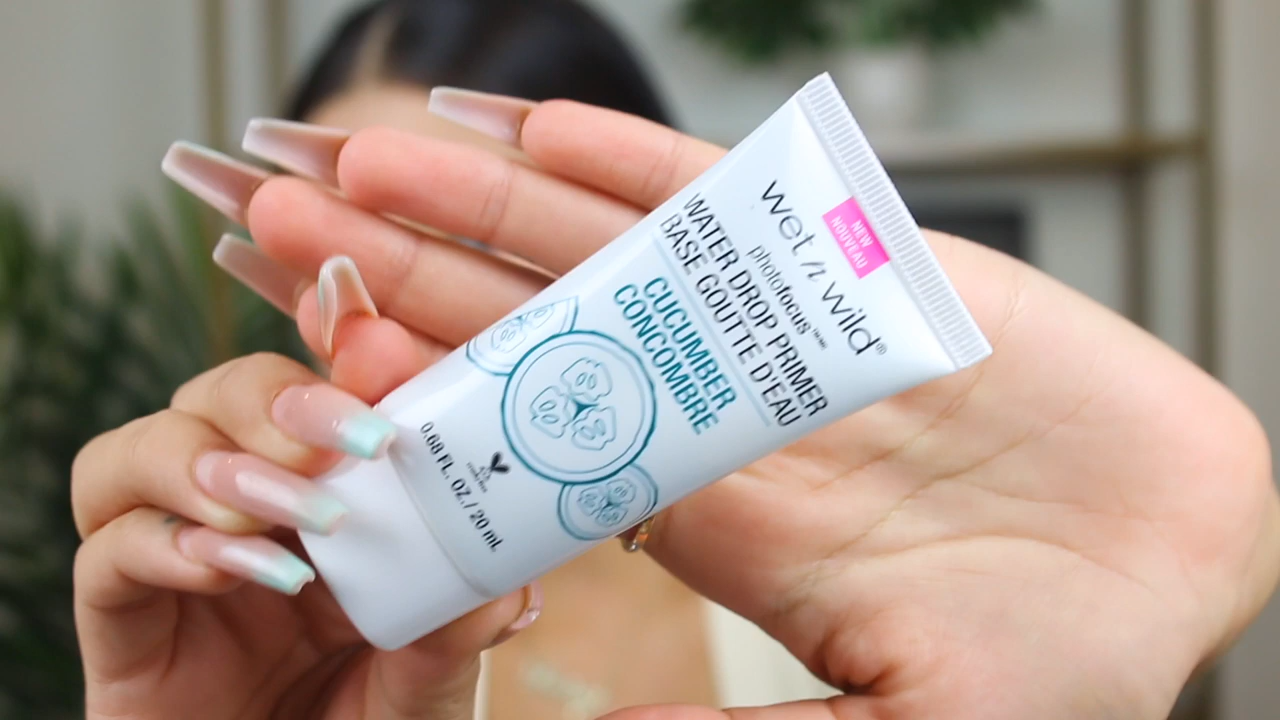 NEW
NOUVEAU
wet n wild®
photofocus™
WATER DROP PRIMER
BASE GOUTTE D'EAU
CUCUMBER
CONCOMBRE
0.68 FL. OZ. / 20 mL